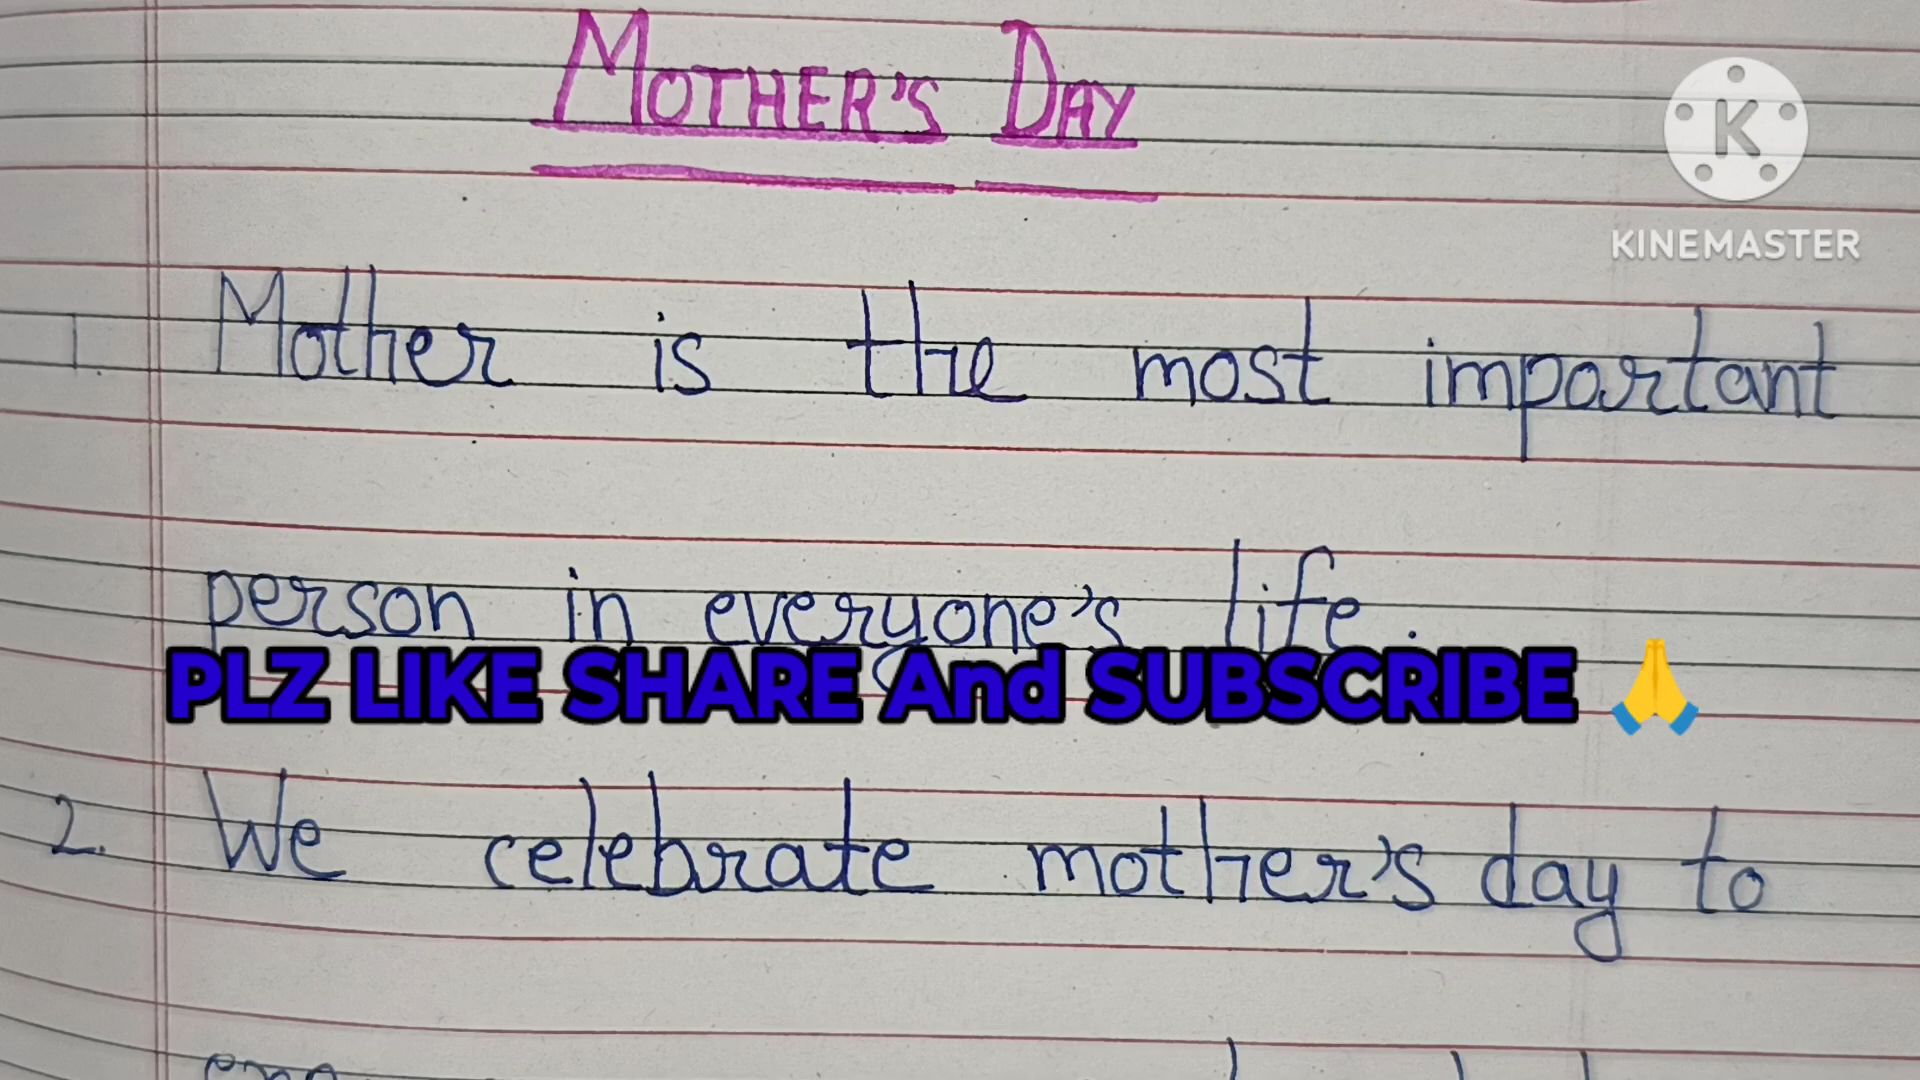 MOTHER'S DAY
KINEMASTER
1. Mother is the most important
person in everyone's life.
PLZ LIKE SHARE And SUBSCRIBE 🙏
2. We celebrate mother's day to